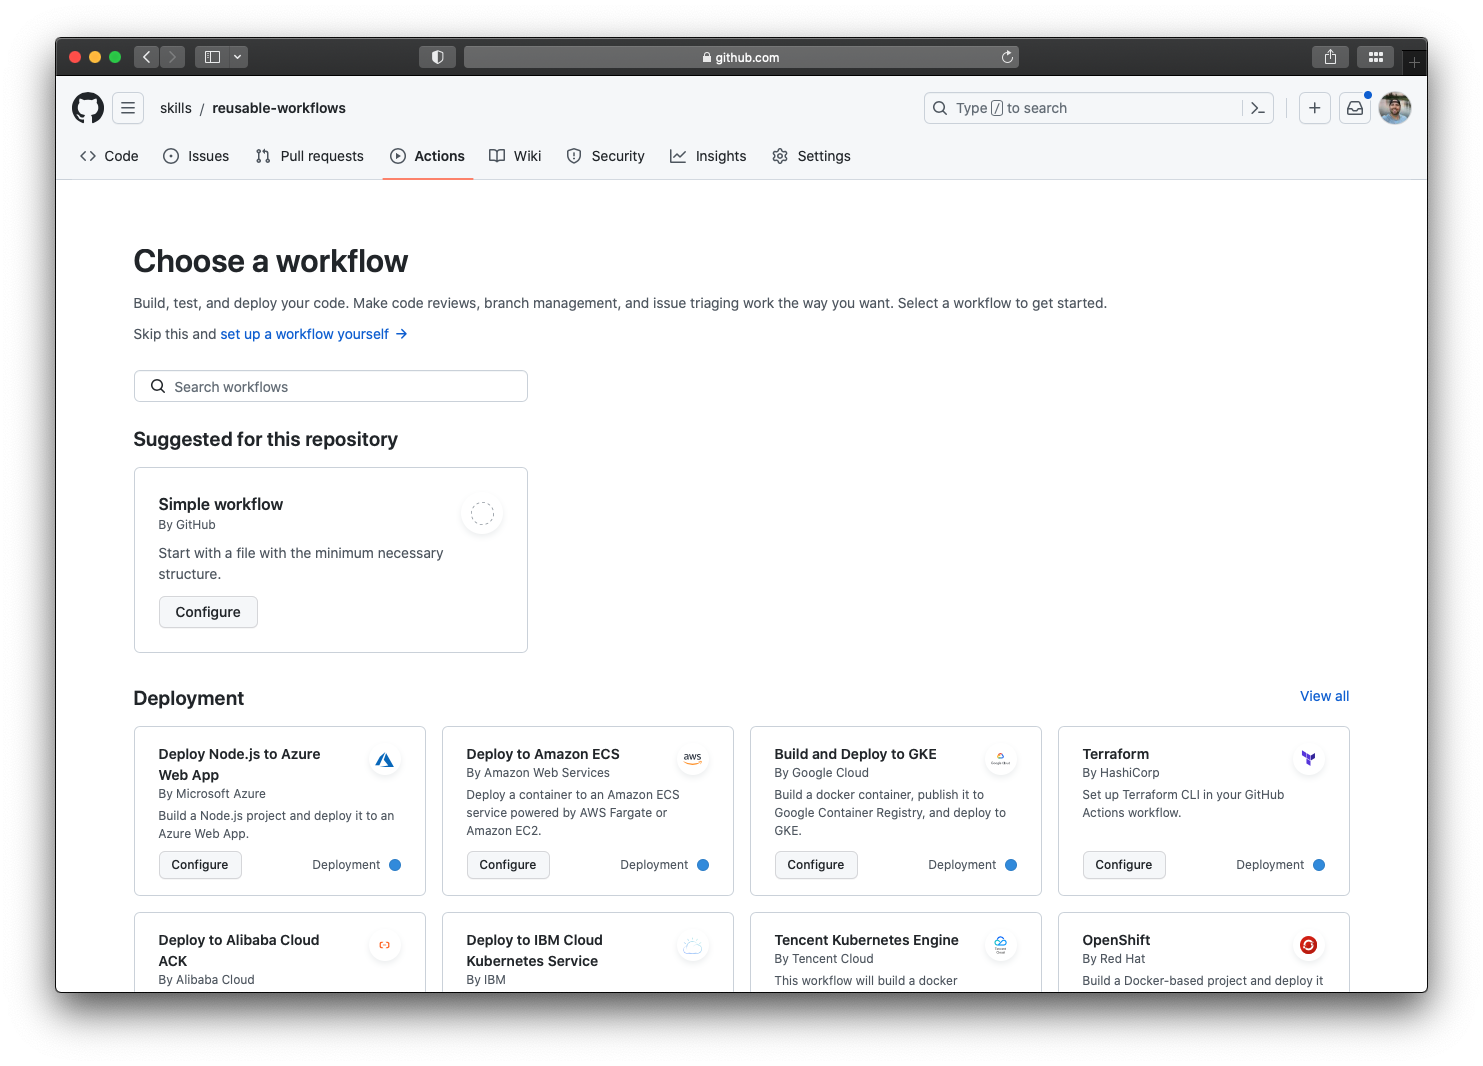 github.com
skills / reusable-workflows
Type / to search
Code Issues Pull requests Actions Wiki Security Insights Settings
Choose a workflow
Build, test, and deploy your code. Make code reviews, branch management, and issue triaging work the way you want. Select a workflow to get started.
Skip this and set up a workflow yourself →
Search workflows
Suggested for this repository
Simple workflow
By GitHub
Start with a file with the minimum necessary
structure.
Configure
Deployment
View all
Deploy Node.js to Azure
Web App
By Microsoft Azure
Build a Node.js project and deploy it to an
Azure Web App.
Configure
Deployment
Deploy to Amazon ECS
aws
By Amazon Web Services
Deploy a container to an Amazon ECS
service powered by AWS Fargate or
Amazon EC2.
Configure
Deployment
Build and Deploy to GKE
Google Cloud
By Google Cloud
Build a docker container, publish it to
Google Container Registry, and deploy to
GKE.
Configure
Deployment
Terraform
By HashiCorp
Set up Terraform CLI in your GitHub
Actions workflow.
Configure
Deployment
Deploy to Alibaba Cloud
ACK
By Alibaba Cloud
Deploy to IBM Cloud
Kubernetes Service
By IBM
Tencent Kubernetes Engine
Tencent
Cloud
By Tencent Cloud
This workflow will build a docker
OpenShift
By Red Hat
Build a Docker-based project and deploy it